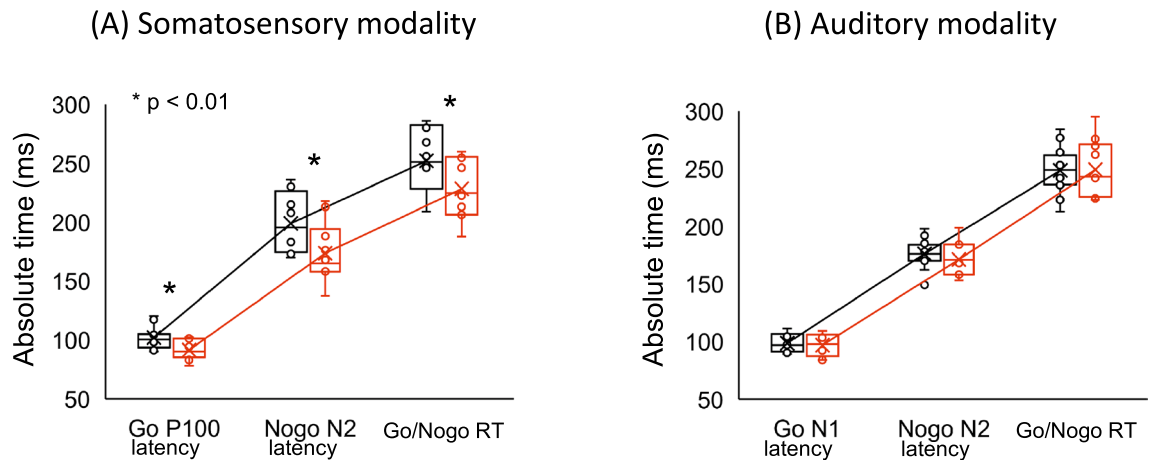 (A) Somatosensory modality
* p < 0.01
Absolute time (ms)
300
250
200
150
100
50
*
*
*
Go P100
latency
Nogo N2
latency
Go/Nogo RT
(B) Auditory modality
Absolute time (ms)
300
250
200
150
100
50
Go N1
latency
Nogo N2
latency
Go/Nogo RT